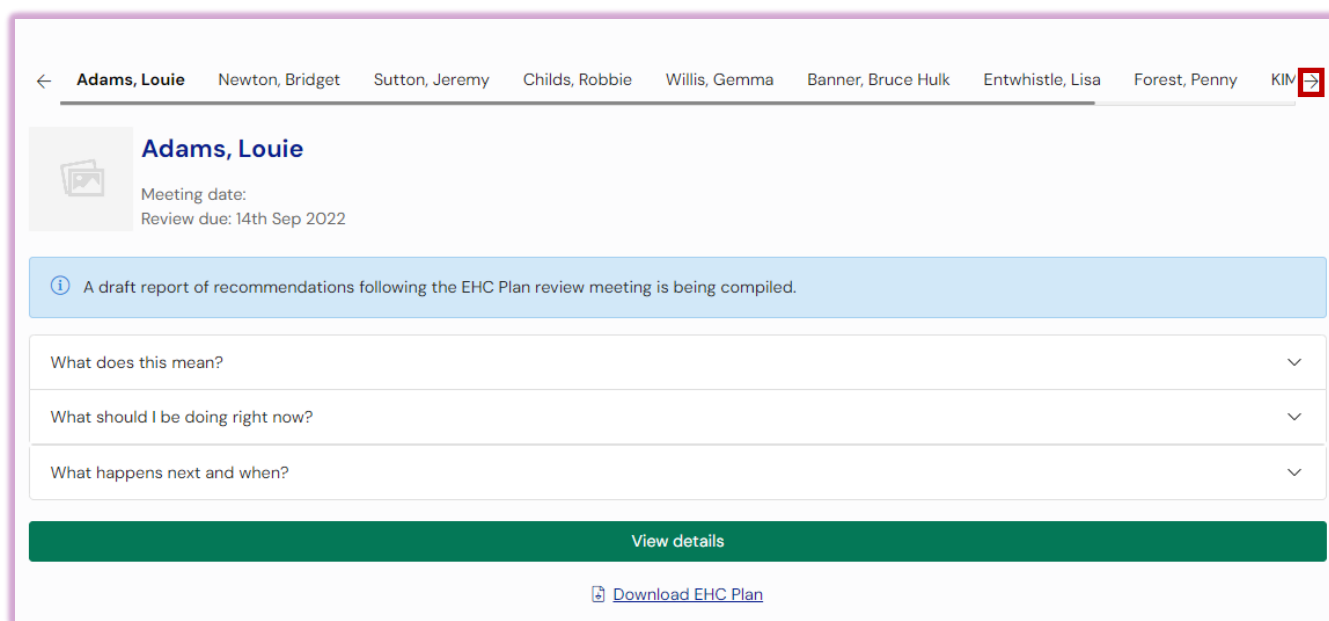 Adams, Louie Newton, Bridget Sutton, Jeremy Childs, Robbie Willis, Gemma Banner, Bruce Hulk Entwhistle, Lisa Forest, Penny KIM
Adams, Louie
Meeting date:
Review due: 14th Sep 2022
A draft report of recommendations following the EHC Plan review meeting is being compiled.
What does this mean?
What should I be doing right now?
What happens next and when?
View details
Download EHC Plan